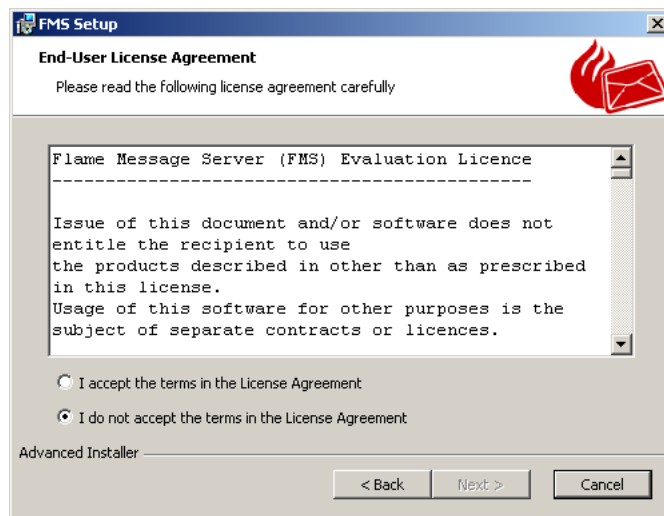 FMS Setup
End-User License Agreement
Please read the following license agreement carefully
Flame Message Server (FMS) Evaluation Licence
---------------------------------------------
Issue of this document and/or software does not
entitle the recipient to use
the products described in other than as prescribed
in this license.
Usage of this software for other purposes is the
subject of separate contracts or licences.
I accept the terms in the License Agreement
I do not accept the terms in the License Agreement
Advanced Installer
< Back
Next >
Cancel